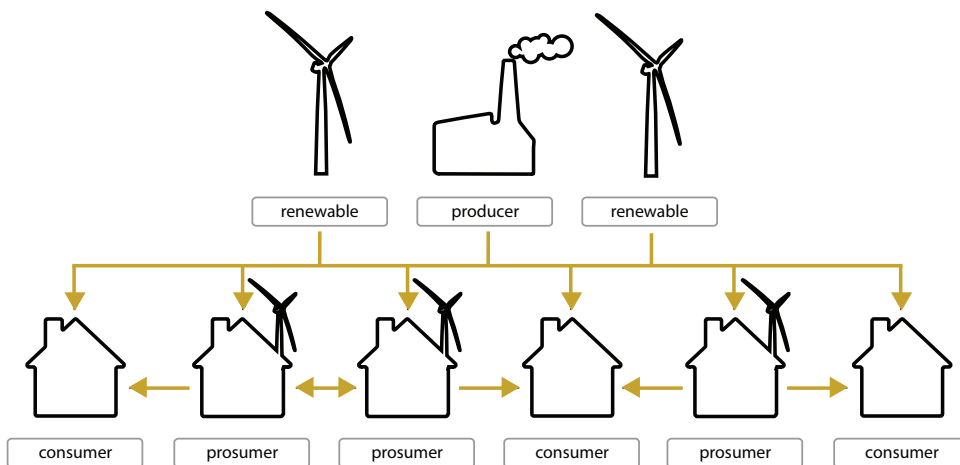 renewable
producer
renewable
consumer
prosumer
prosumer
consumer
prosumer
consumer